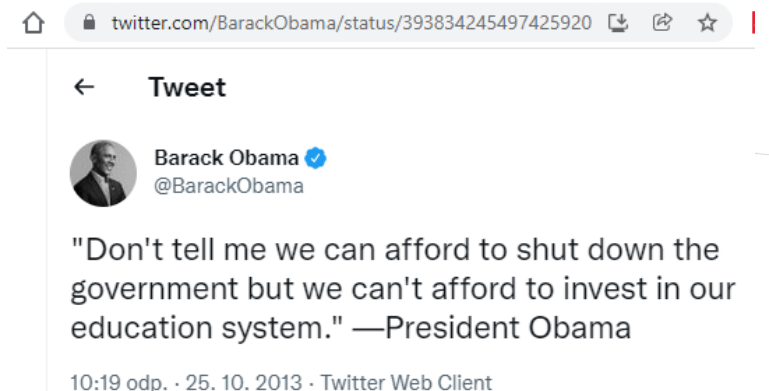 twitter.com/BarackObama/status/393834245497425920
Tweet
Barack Obama
@BarackObama
"Don't tell me we can afford to shut down the
government but we can't afford to invest in our
education system." —President Obama
10:19 odp. · 25. 10. 2013 · Twitter Web Client